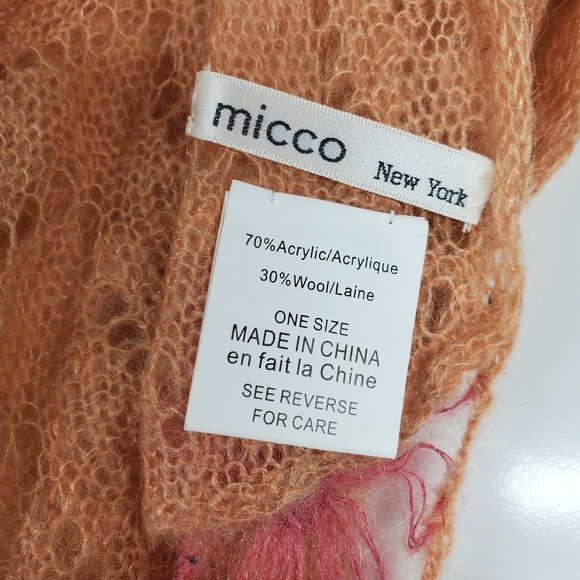 micco New York
70%Acrylic/Acrylique
30%Wool/Laine
ONE SIZE
MADE IN CHINA
en fait la Chine
SEE REVERSE
FOR CARE